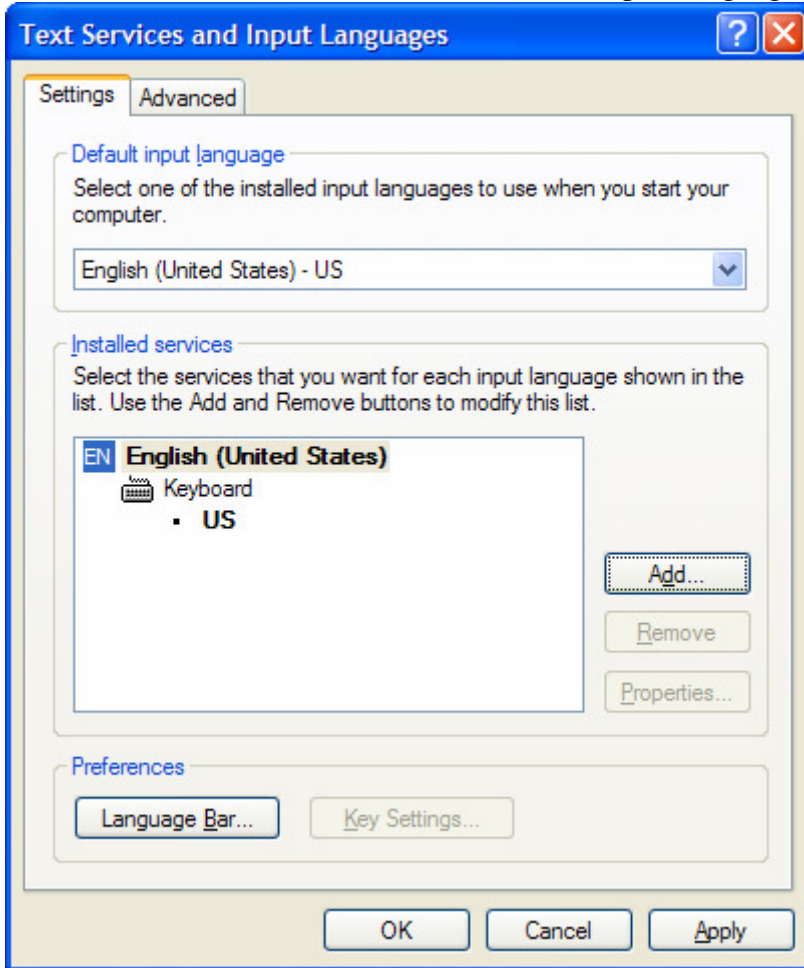 Text Services and Input Languages
Settings
Advanced
Default input language
Select one of the installed input languages to use when you start your
computer.
English (United States) - US
Installed services
Select the services that you want for each input language shown in the
list. Use the Add and Remove buttons to modify this list.
EN English (United States)
Keyboard
US
Add...
Remove
Properties...
Preferences
Language Bar...
Key Settings...
OK
Cancel
Apply